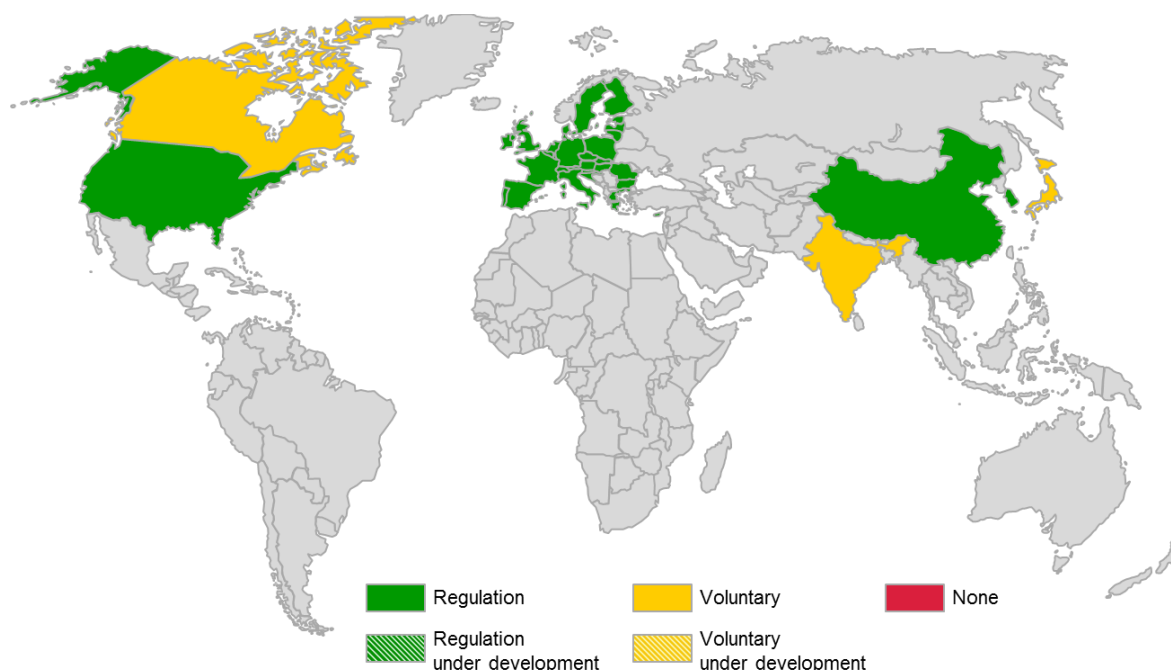 Regulation
Voluntary
None
Regulation
under development
Voluntary
under development